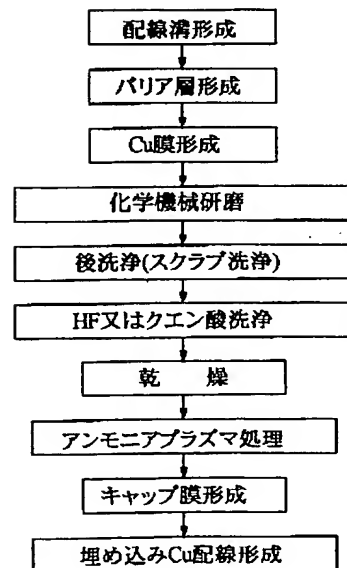 配線溝形成
バリア層形成
Cu膜形成
化学機械研磨
後洗浄(スクラブ洗浄)
HF又はクエン酸洗浄
乾 燥
アンモニアプラズマ処理
キャップ膜形成
埋め込みCu配線形成